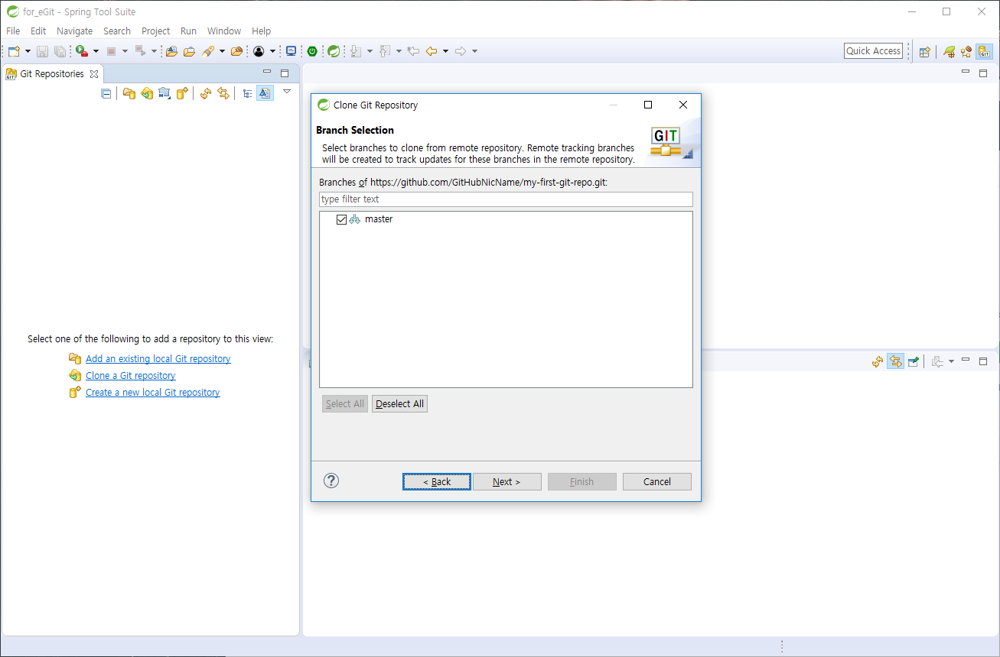 for_eGit - Spring Tool Suite
File Edit Navigate Search Project Run Window Help
Quick Access
GIT
Git Repositories
GIT
Clone Git Repository
Branch Selection
Select branches to clone from remote repository. Remote tracking branches
will be created to track updates for these branches in the remote repository.
GIT
Branches of https://github.com/GitHubNicName/my-first-git-repo.git:
type filter text
master
Select All Deselect All
? < Back Next > Finish Cancel
Select one of the following to add a repository to this view:
Add an existing local Git repository
Clone a Git repository
Create a new local Git repository